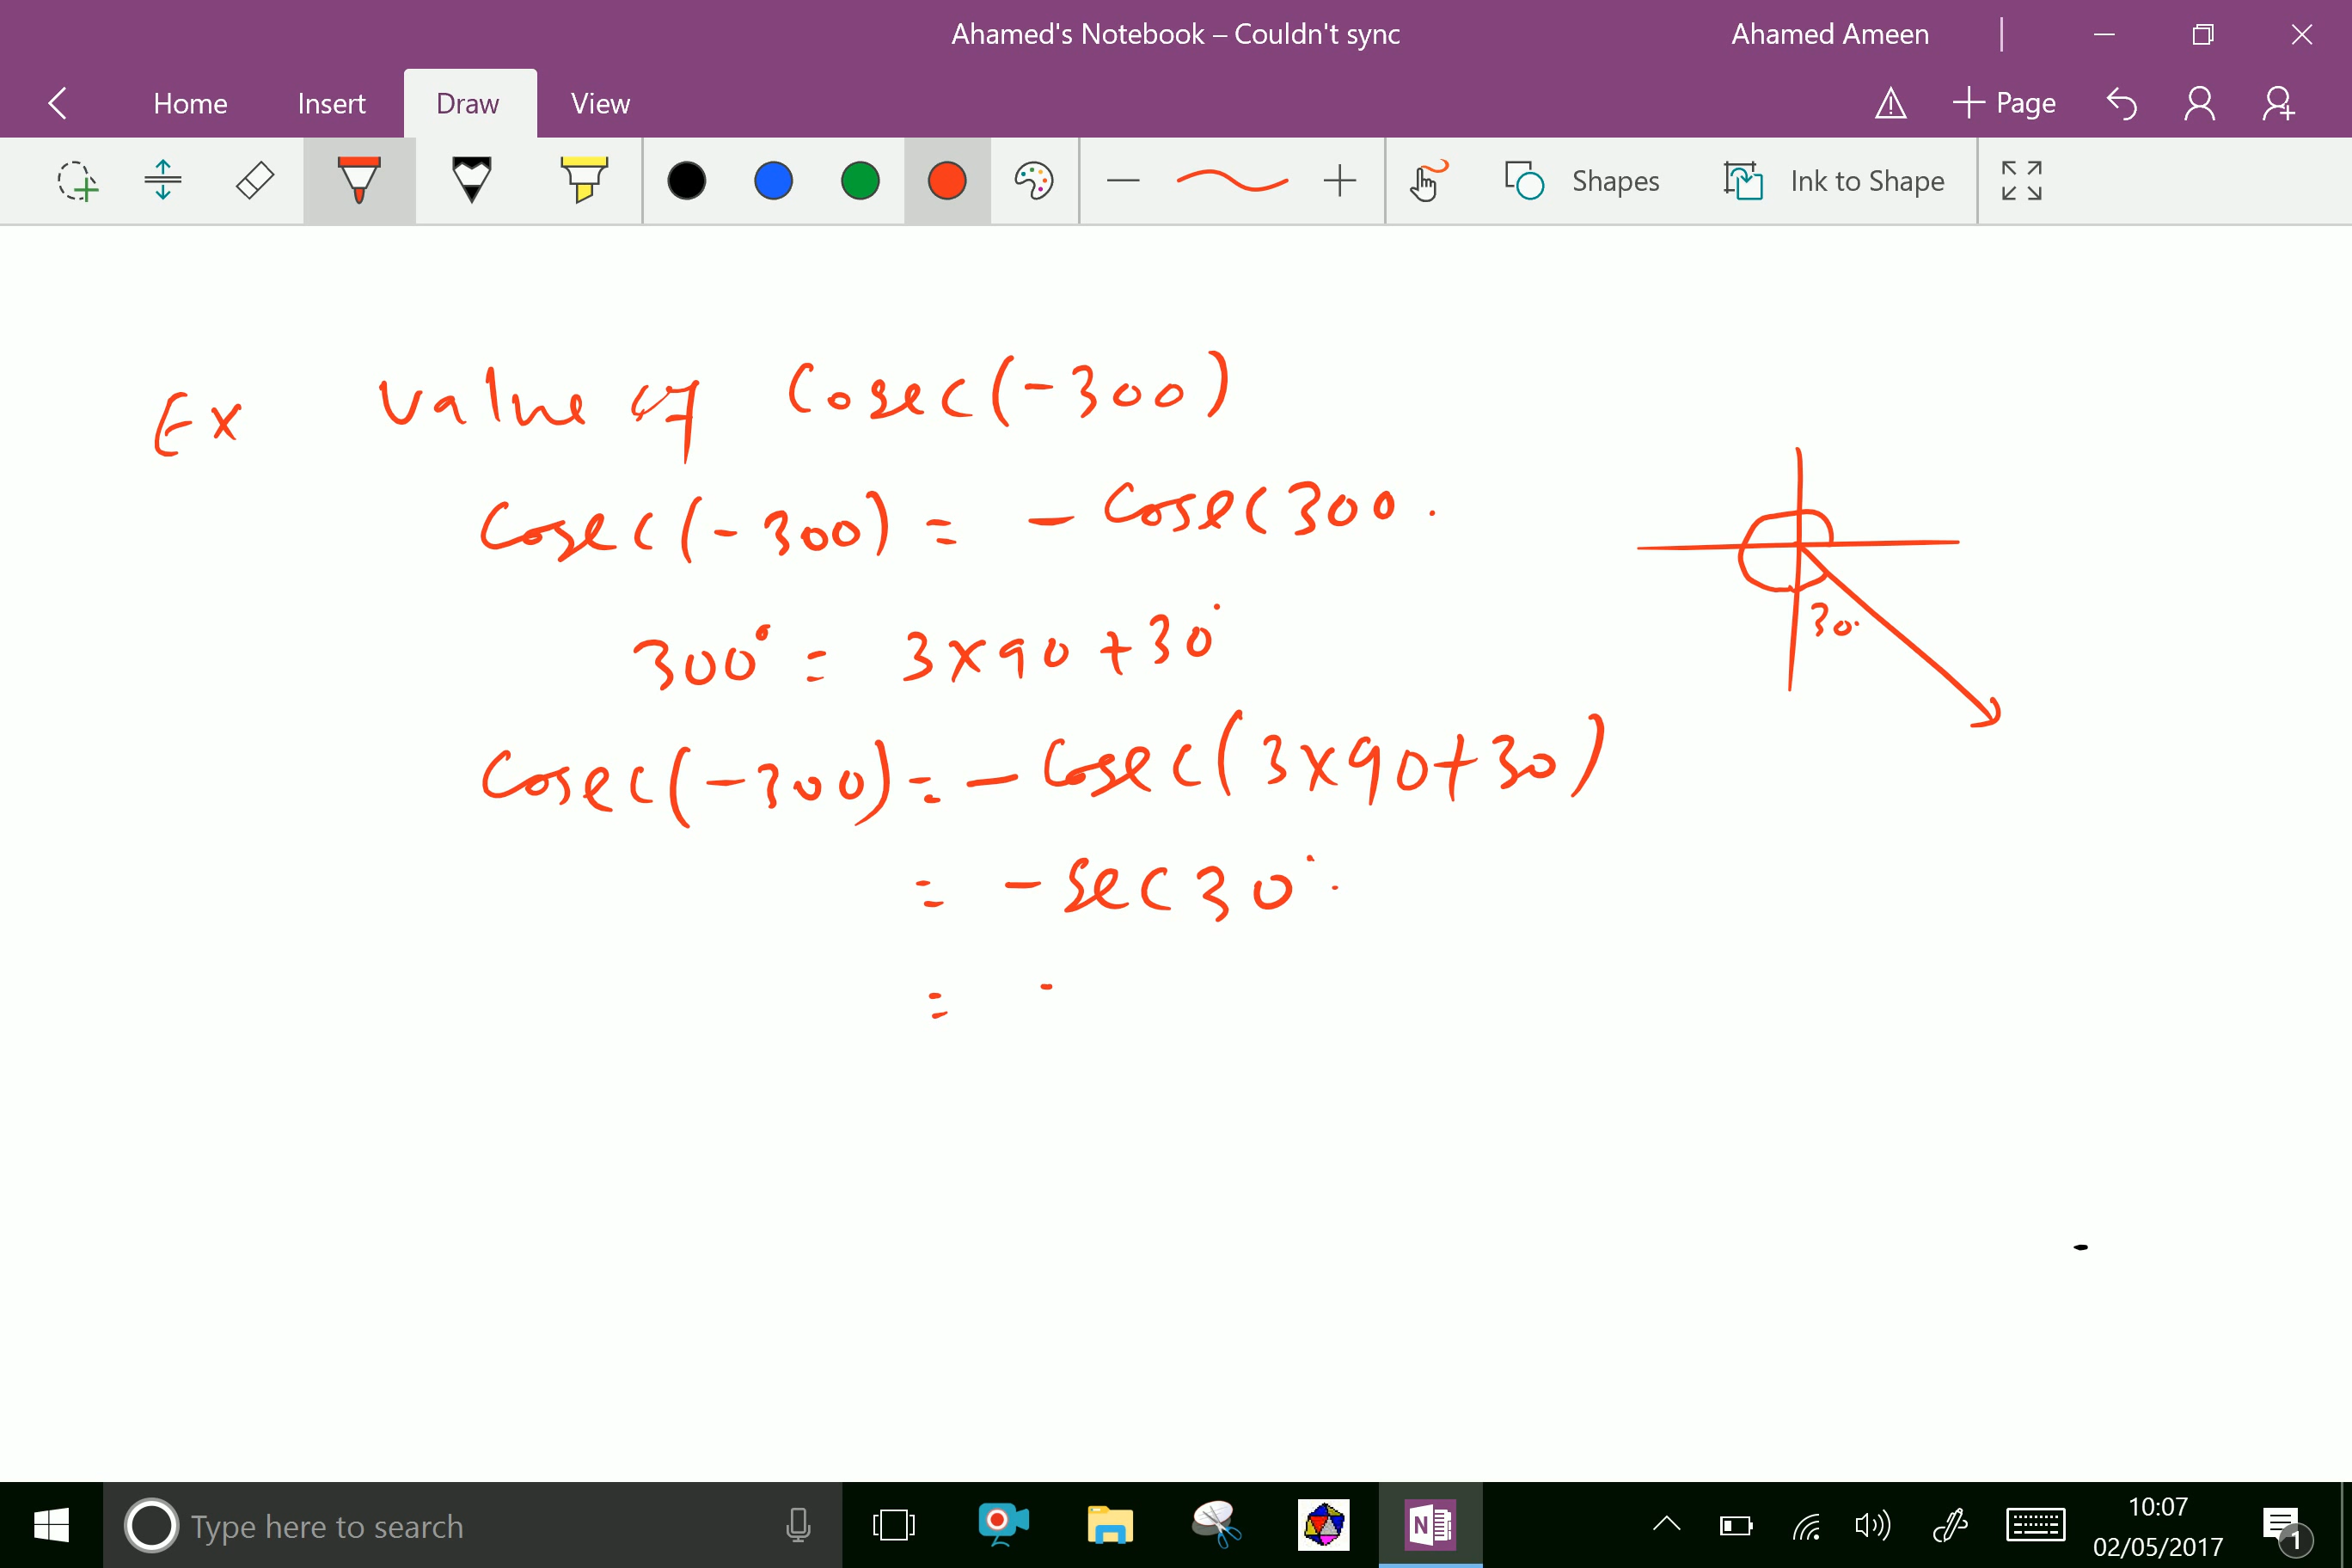 Ahamed's Notebook – Couldn't sync
Ahamed Ameen
Home Insert Draw View
Page
Shapes
Ink to Shape
Ex Value of Cosec(-300)
Cosec(-300) = - Cosec 300.
300° = 3x90 +30°
30°
Cosec(-300) = - Cosec(3x90+30)
= - Sec 30°.
= -
Type here to search
N
10:07
02/05/2017
1